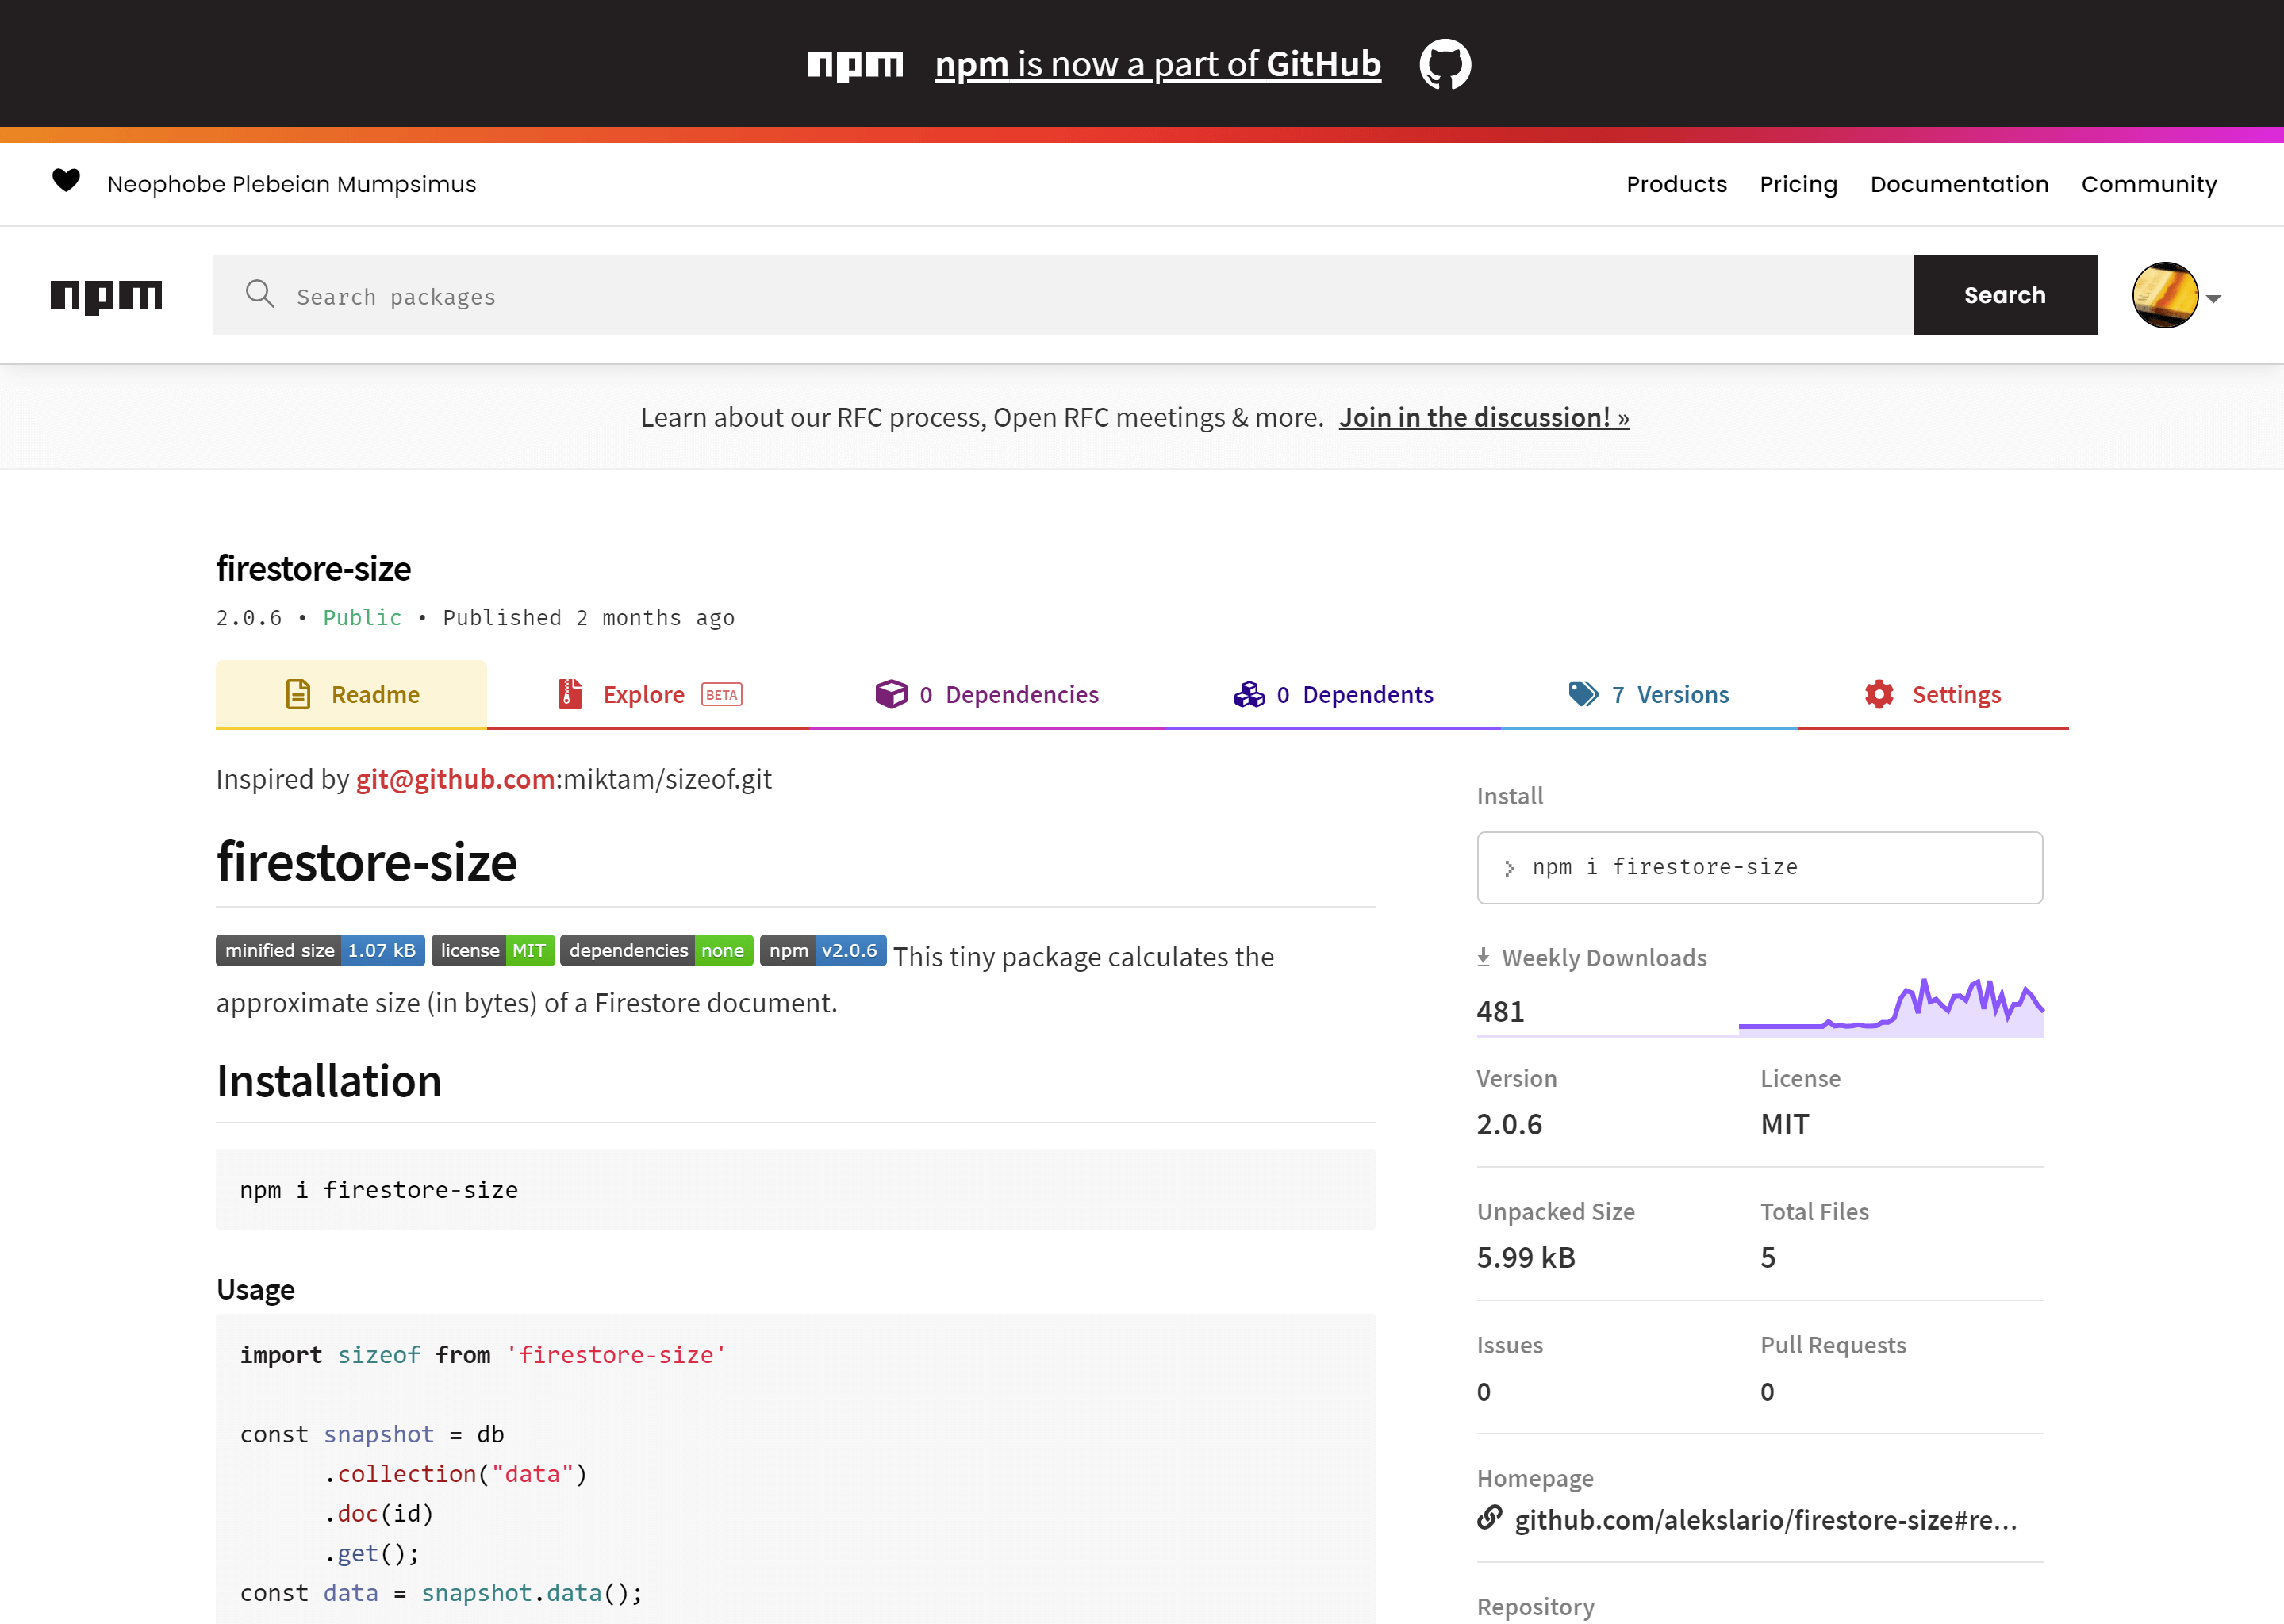 npm npm is now a part of GitHub
Neophobe Plebeian Mumpsimus
Products Pricing Documentation Community
npm Search packages Search
Learn about our RFC process, Open RFC meetings & more. Join in the discussion! »
firestore-size
2.0.6 • Public • Published 2 months ago
Readme Explore BETA 0 Dependencies 0 Dependents 7 Versions Settings
Inspired by git@github.com:miktam/sizeof.git
firestore-size
minified size 1.07 kB license MIT dependencies none npm v2.0.6 This tiny package calculates the
approximate size (in bytes) of a Firestore document.
Installation
npm i firestore-size
Usage
import sizeof from 'firestore-size'
const snapshot = db
.collection("data")
.doc(id)
.get();
const data = snapshot.data();
Install
npm i firestore-size
Weekly Downloads
481
Version License
2.0.6 MIT
Unpacked Size Total Files
5.99 kB 5
Issues Pull Requests
0 0
Homepage
github.com/alekslario/firestore-size#re...
Repository